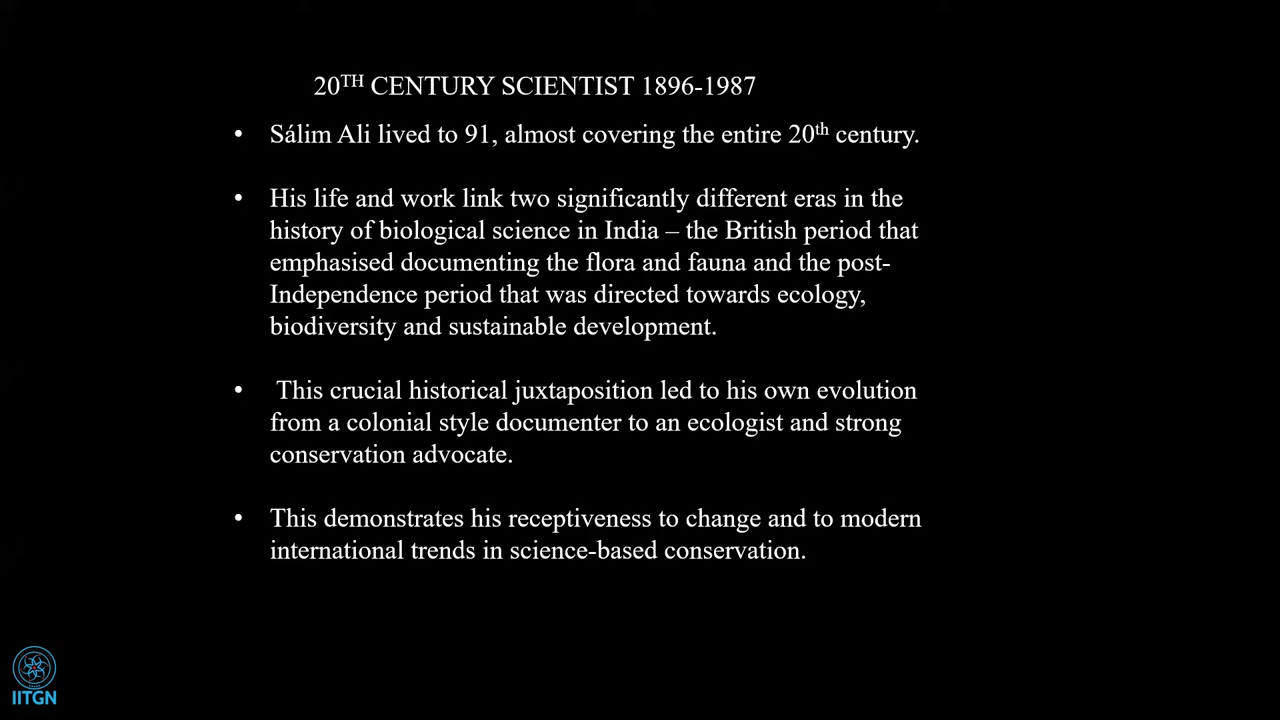 20TH CENTURY SCIENTIST 1896-1987
• Sálim Ali lived to 91, almost covering the entire 20th century.
• His life and work link two significantly different eras in the
history of biological science in India – the British period that
emphasised documenting the flora and fauna and the post-
Independence period that was directed towards ecology,
biodiversity and sustainable development.
• This crucial historical juxtaposition led to his own evolution
from a colonial style documenter to an ecologist and strong
conservation advocate.
• This demonstrates his receptiveness to change and to modern
international trends in science-based conservation.
IITGN